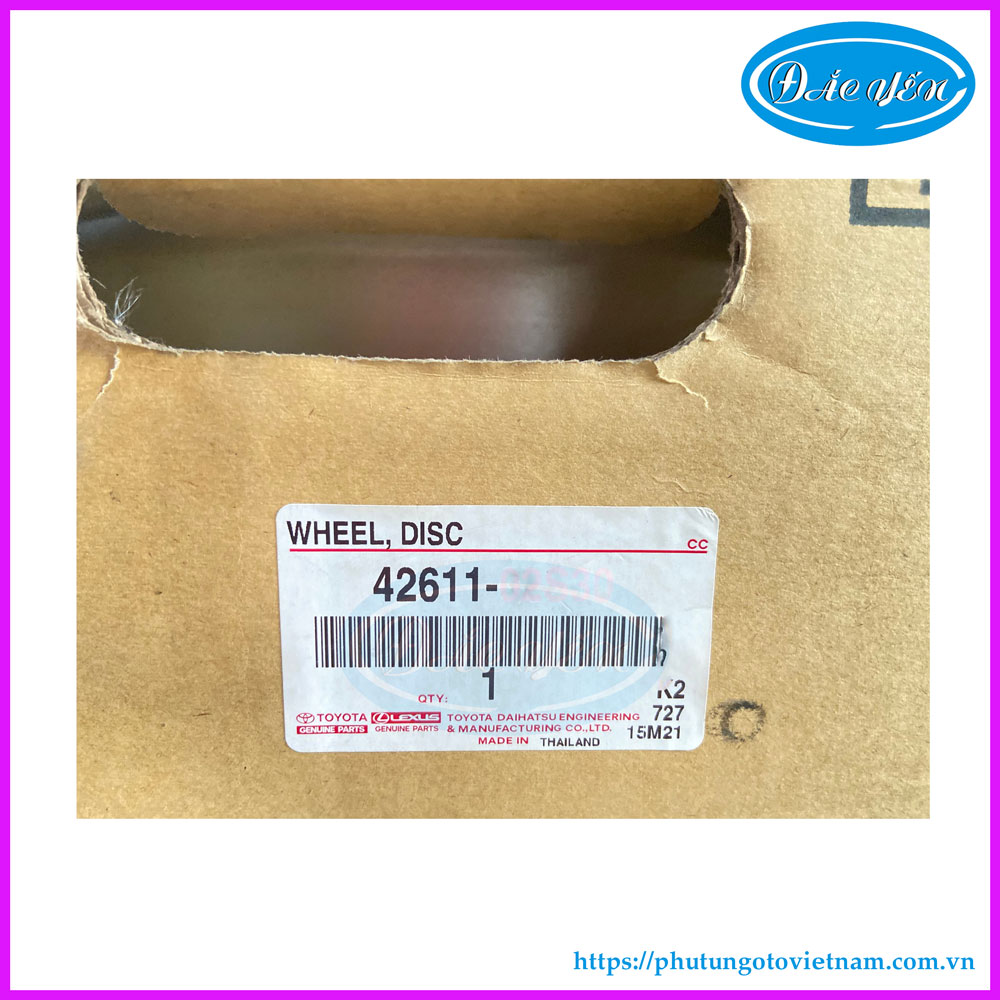 ĐẮC YẾN
WHEEL, DISC
CC
42611-
1
QTY:
K2
TOYOTA LEXUS TOYOTA DAIHATSU ENGINEERING 727
GENUINE PARTS GENUINE PARTS & MANUFACTURING CO.,LTD. 15M21
MADE IN THAILAND
https://phutungotovietnam.com.vn